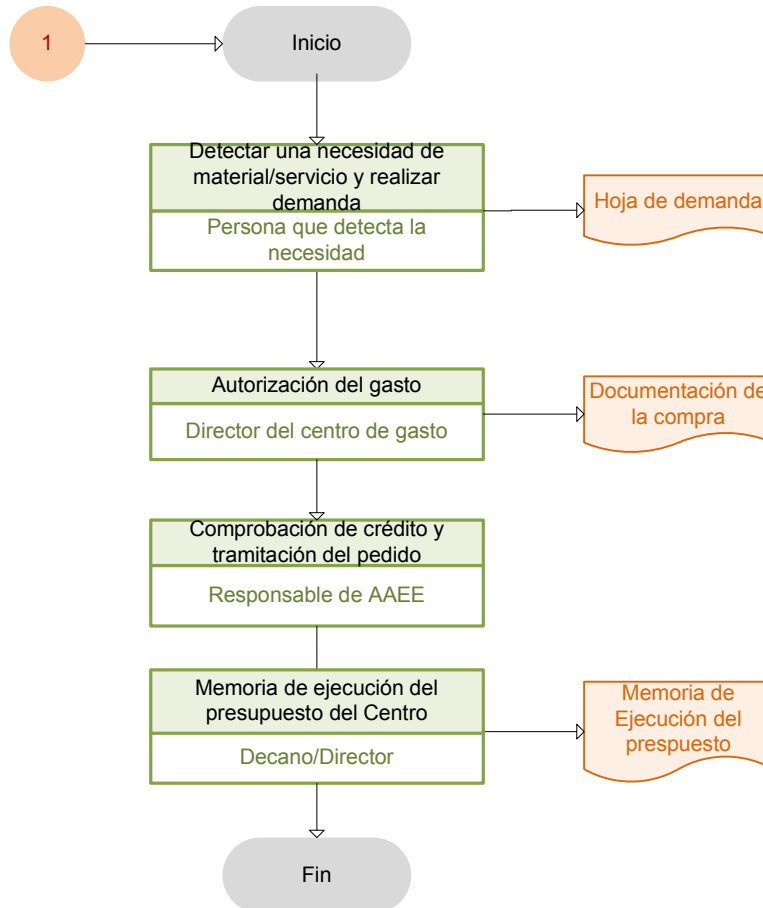 1
Inicio
Detectar una necesidad de
material/servicio y realizar
demanda
Persona que detecta la
necesidad
Hoja de demanda
Autorización del gasto
Director del centro de gasto
Documentación de
la compra
Comprobación de crédito y
tramitación del pedido
Responsable de AAEE
Memoria de ejecución del
presupuesto del Centro
Decano/Director
Memoria de
Ejecución del
prespuesto
Fin